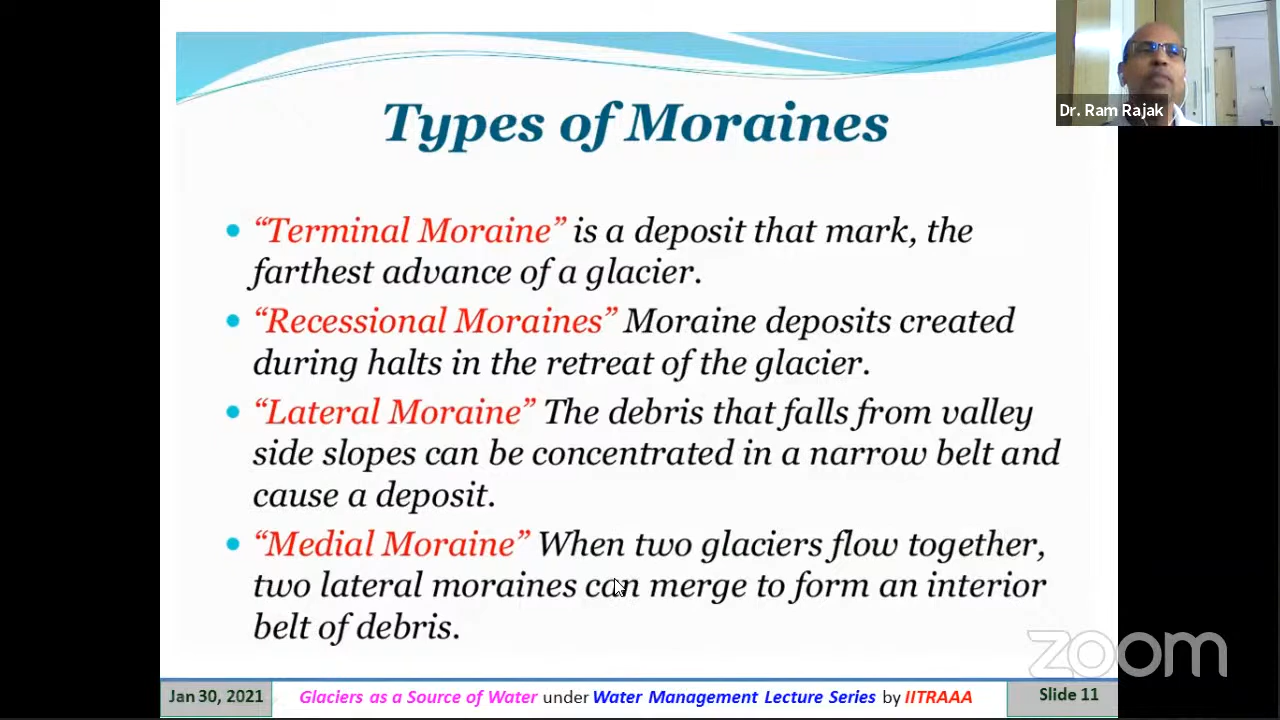 Dr. Ram Rajak
Types of Moraines
“Terminal Moraine” is a deposit that mark, the
farthest advance of a glacier.
“Recessional Moraines” Moraine deposits created
during halts in the retreat of the glacier.
“Lateral Moraine” The debris that falls from valley
side slopes can be concentrated in a narrow belt and
cause a deposit.
“Medial Moraine” When two glaciers flow together,
two lateral moraines can merge to form an interior
belt of debris.
zoom
Jan 30, 2021 Glaciers as a Source of Water under Water Management Lecture Series by IITRAAA Slide 11